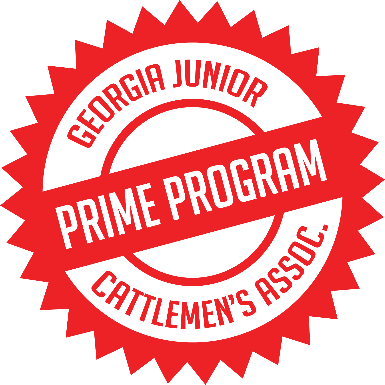 GEORGIA JUNIOR
PRIME PROGRAM
CATTLEMEN'S ASSOC.